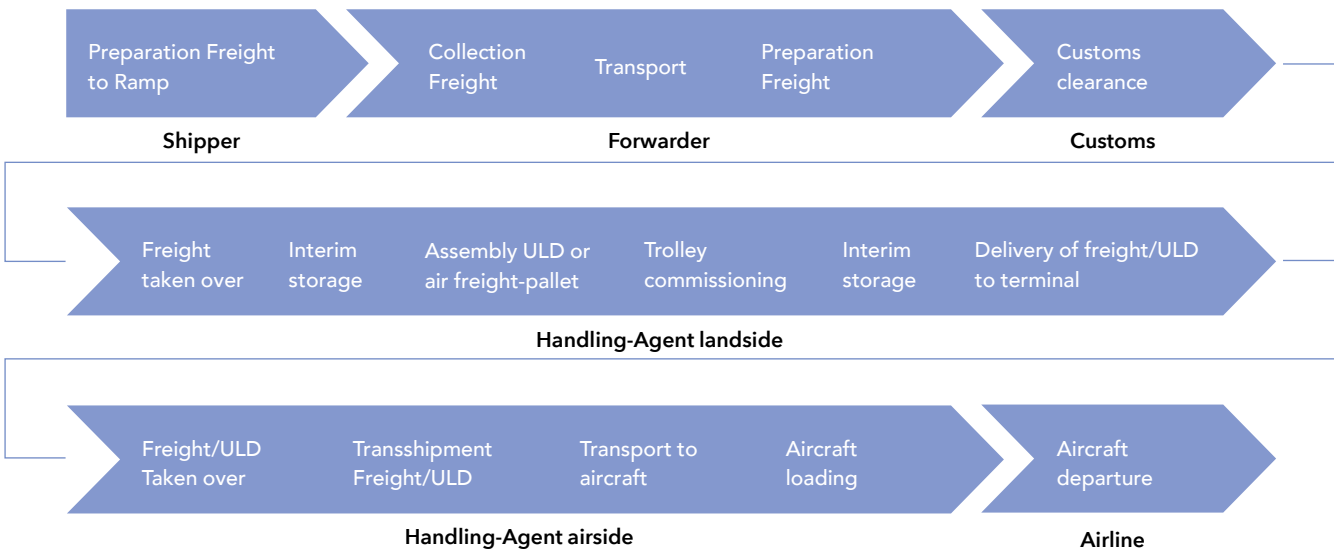 Preparation Freight
to Ramp
Collection
Freight
Transport
Preparation
Freight
Customs
clearance
Shipper
Forwarder
Customs
Freight
taken over
Interim
storage
Assembly ULD or
air freight-pallet
Trolley
commissioning
Interim
storage
Delivery of freight/ULD
to terminal
Handling-Agent landside
Freight/ULD
Taken over
Transshipment
Freight/ULD
Transport to
aircraft
Aircraft
loading
Aircraft
departure
Handling-Agent airside
Airline